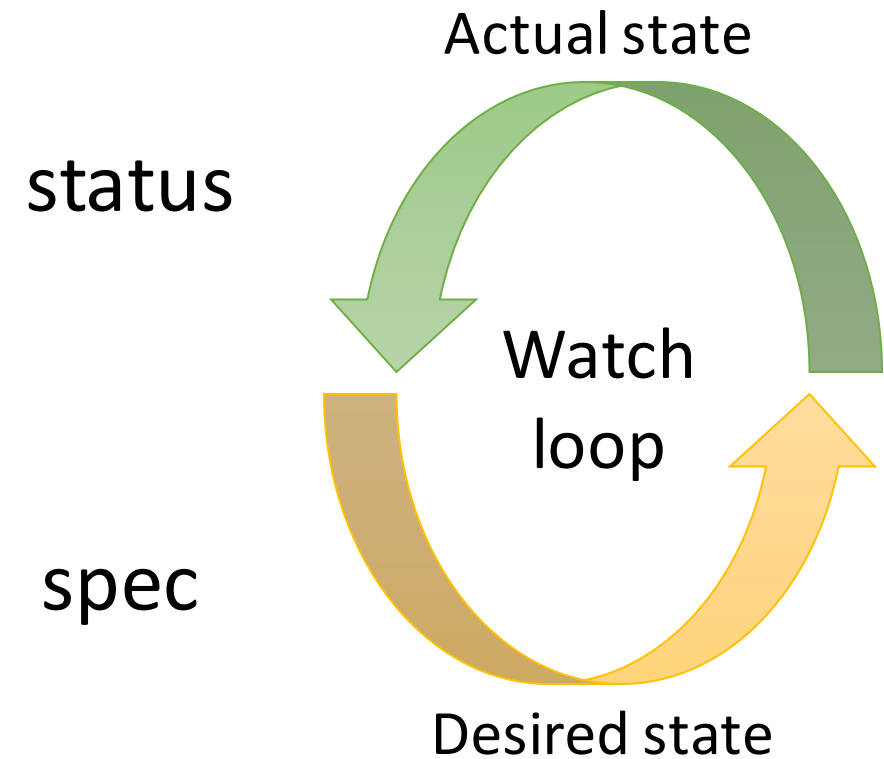 Actual state
status
Watch
loop
spec
Desired state